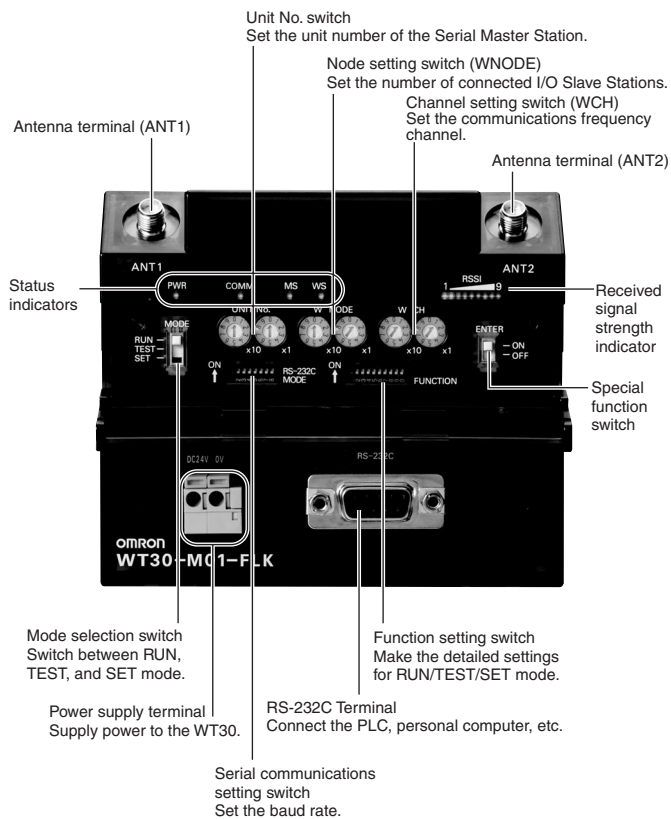 Unit No. switch
Set the unit number of the Serial Master Station.
Node setting switch (WNODE)
Set the number of connected I/O Slave Stations.
Channel setting switch (WCH)
Set the communications frequency
channel.
Antenna terminal (ANT1)
Antenna terminal (ANT2)
ANT1
ANT2
Status
indicators
PWR COMM MS WS
RSSI
1 9
Received
signal
strength
indicator
MODE
UNIT No.
x10 x1
x10 x1
x10 x1
ENTER
RUN
TEST
SET
ON
OFF
ON
RS-232C
MODE
ON
FUNCTION
Special
function
switch
DC24V 0V
RS-232C
OMRON
WT30-M01-FLK
Mode selection switch
Switch between RUN,
TEST, and SET mode.
Function setting switch
Make the detailed settings
for RUN/TEST/SET mode.
Power supply terminal
Supply power to the WT30.
RS-232C Terminal
Connect the PLC, personal computer, etc.
Serial communications
setting switch
Set the baud rate.